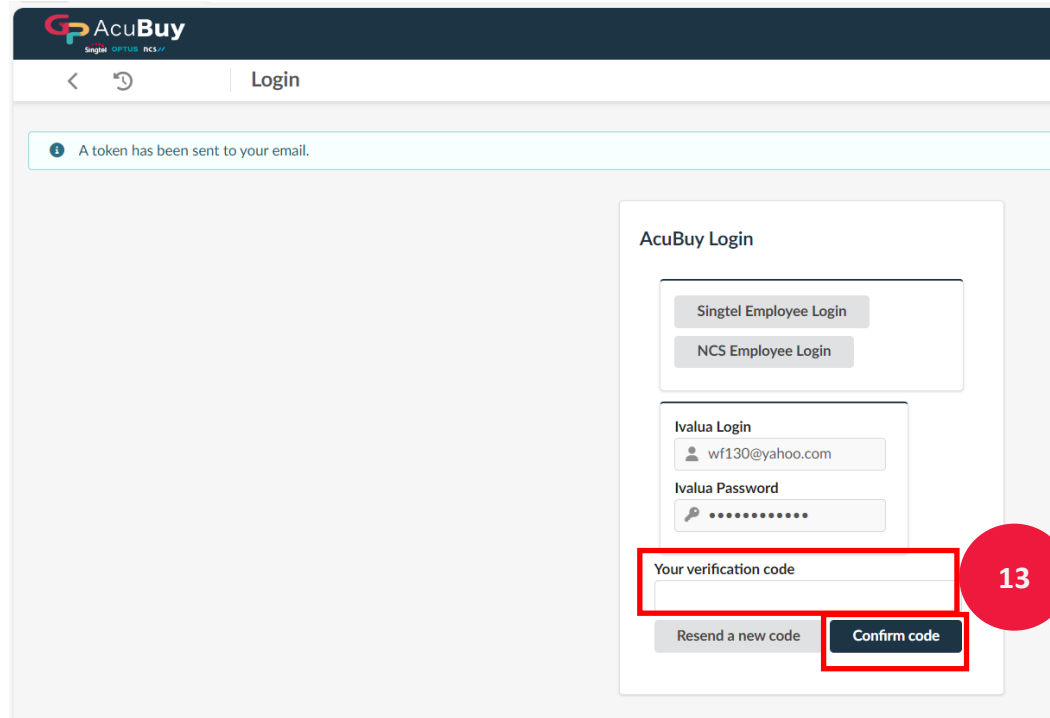 GP AcuBuy
Singtel OPTUS ncs//
Login
A token has been sent to your email.
AcuBuy Login
Singtel Employee Login
NCS Employee Login
Ivalua Login
wf130@yahoo.com
Ivalua Password
••••••••••••
Your verification code
13
Resend a new code Confirm code